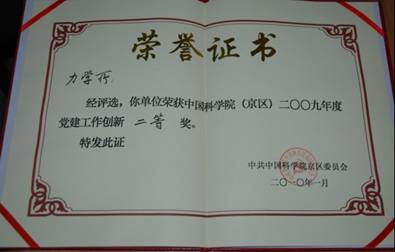 荣誉证书
力学所
经评选，你单位荣获中国科学院（京区）二〇〇九年度
党建工作创新 二等 奖。
特发此证
中共中国科学院京区委员会
二〇一〇年一月